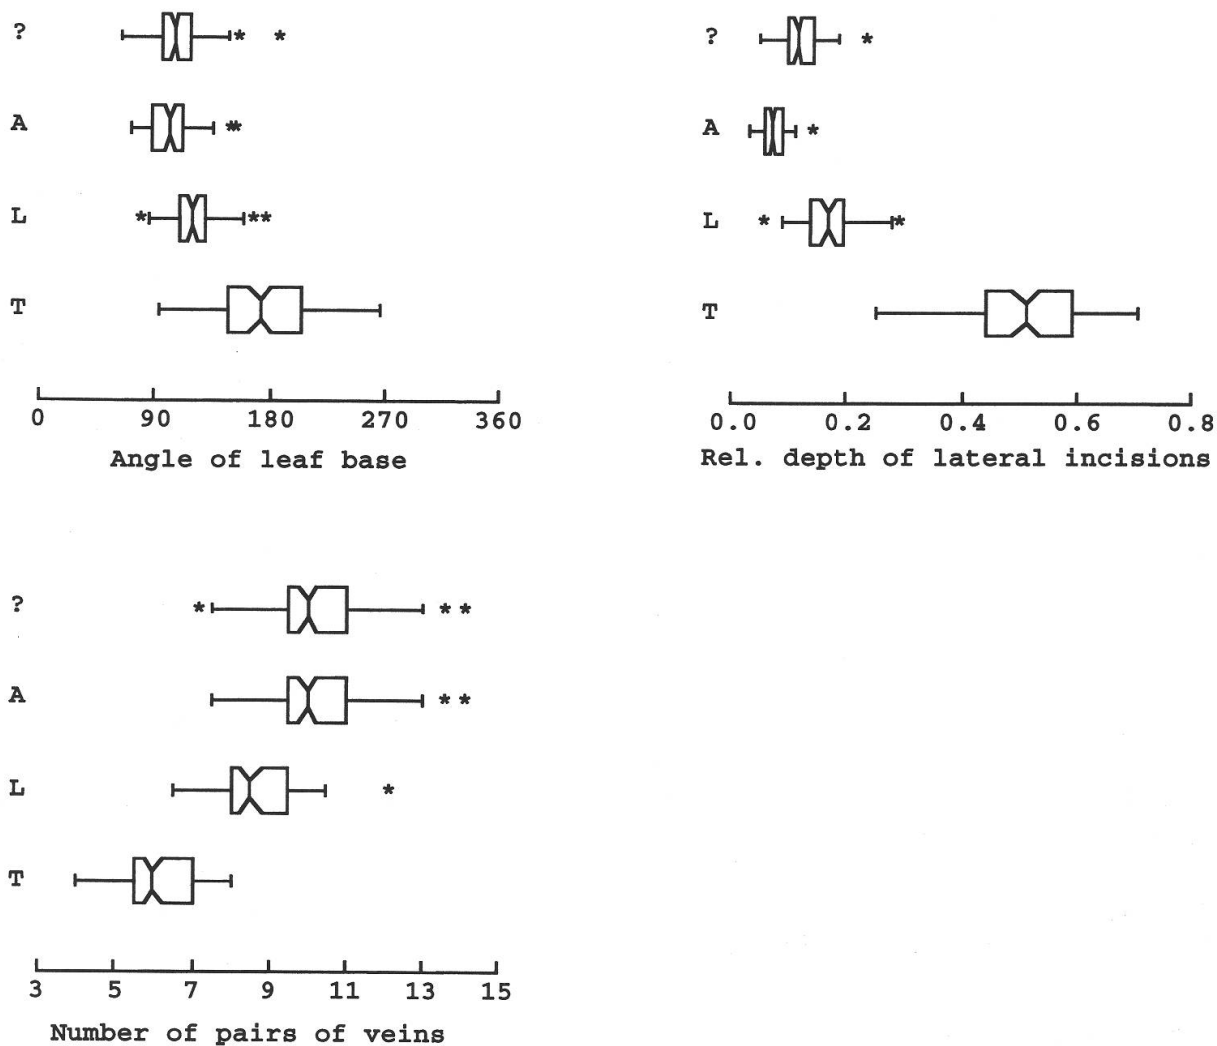 ?
A
L
T
0 90 180 270 360
Angle of leaf base
?
A
L
T
0.0 0.2 0.4 0.6 0.8
Rel. depth of lateral incisions
?
A
L
T
3 5 7 9 11 13 15
Number of pairs of veins